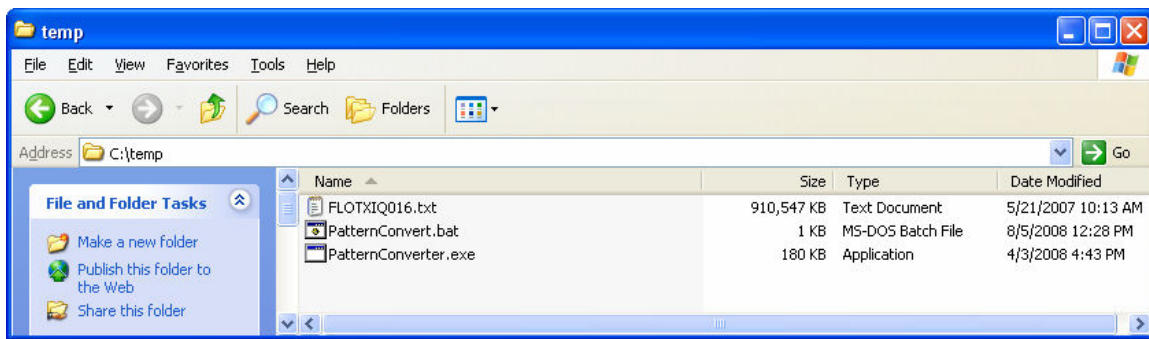 temp
File Edit View Favorites Tools Help
Back Search Folders
Address C:\temp Go
Name Size Type Date Modified
File and Folder Tasks
FLOTXIQ016.txt 910,547 KB Text Document 5/21/2007 10:13 AM
PatternConvert.bat 1 KB MS-DOS Batch File 8/5/2008 12:28 PM
PatternConverter.exe 180 KB Application 4/3/2008 4:43 PM
Make a new folder
Publish this folder to
the Web
Share this folder